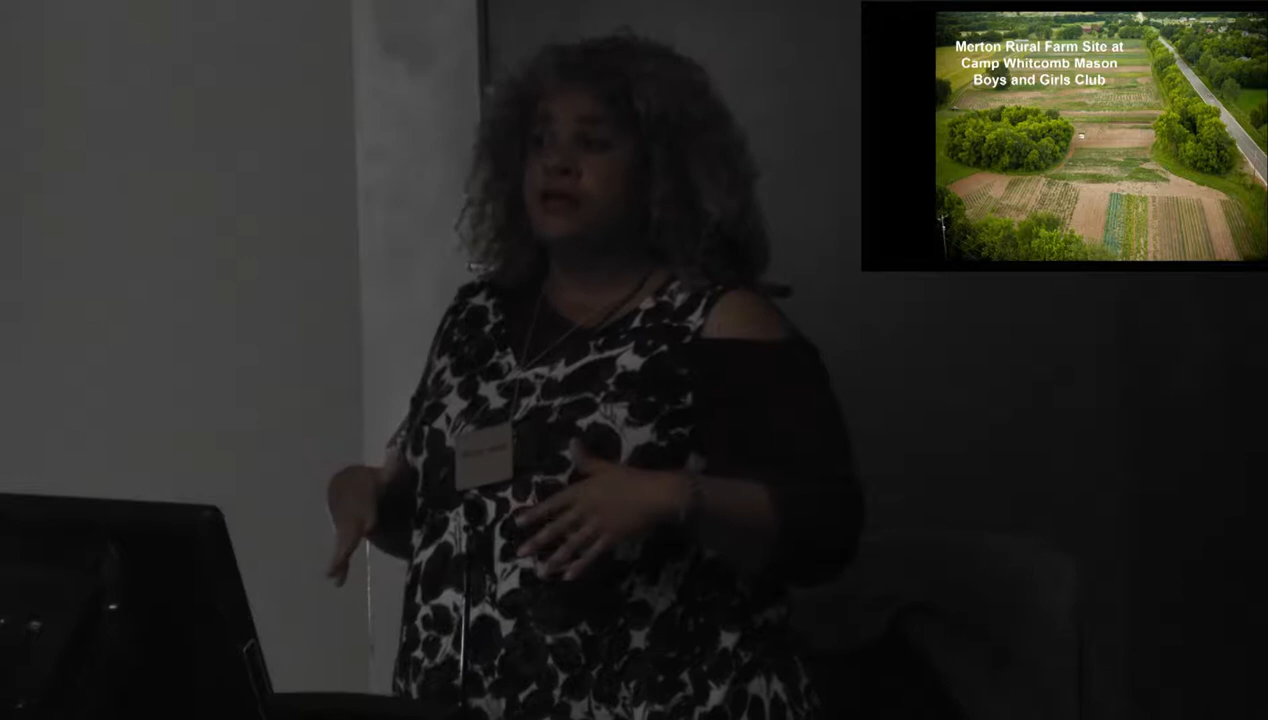 Merton Rural Farm Site at
Camp Whitcomb Mason
Boys and Girls Club